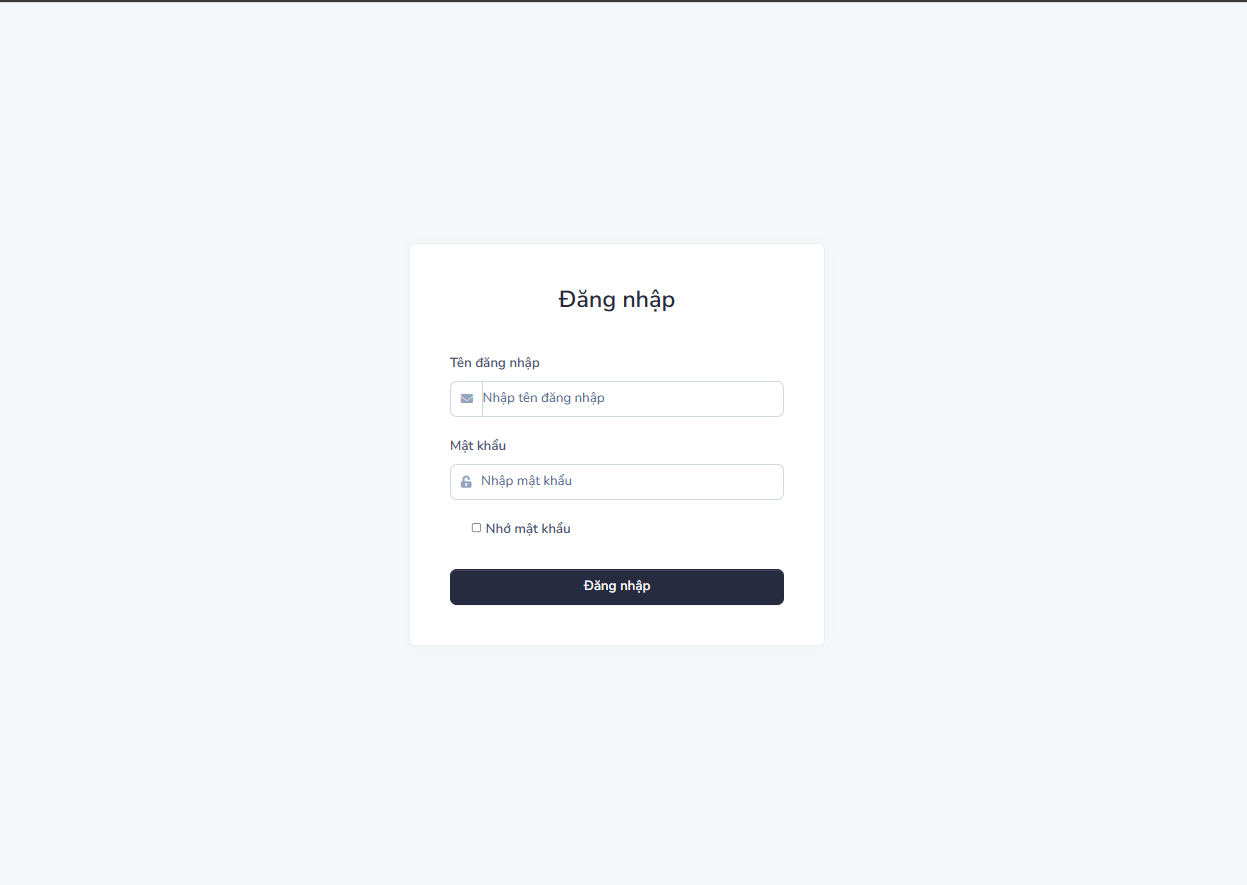 Đăng nhập
Tên đăng nhập
Nhập tên đăng nhập
Mật khẩu
Nhập mật khẩu
Nhớ mật khẩu
Đăng nhập